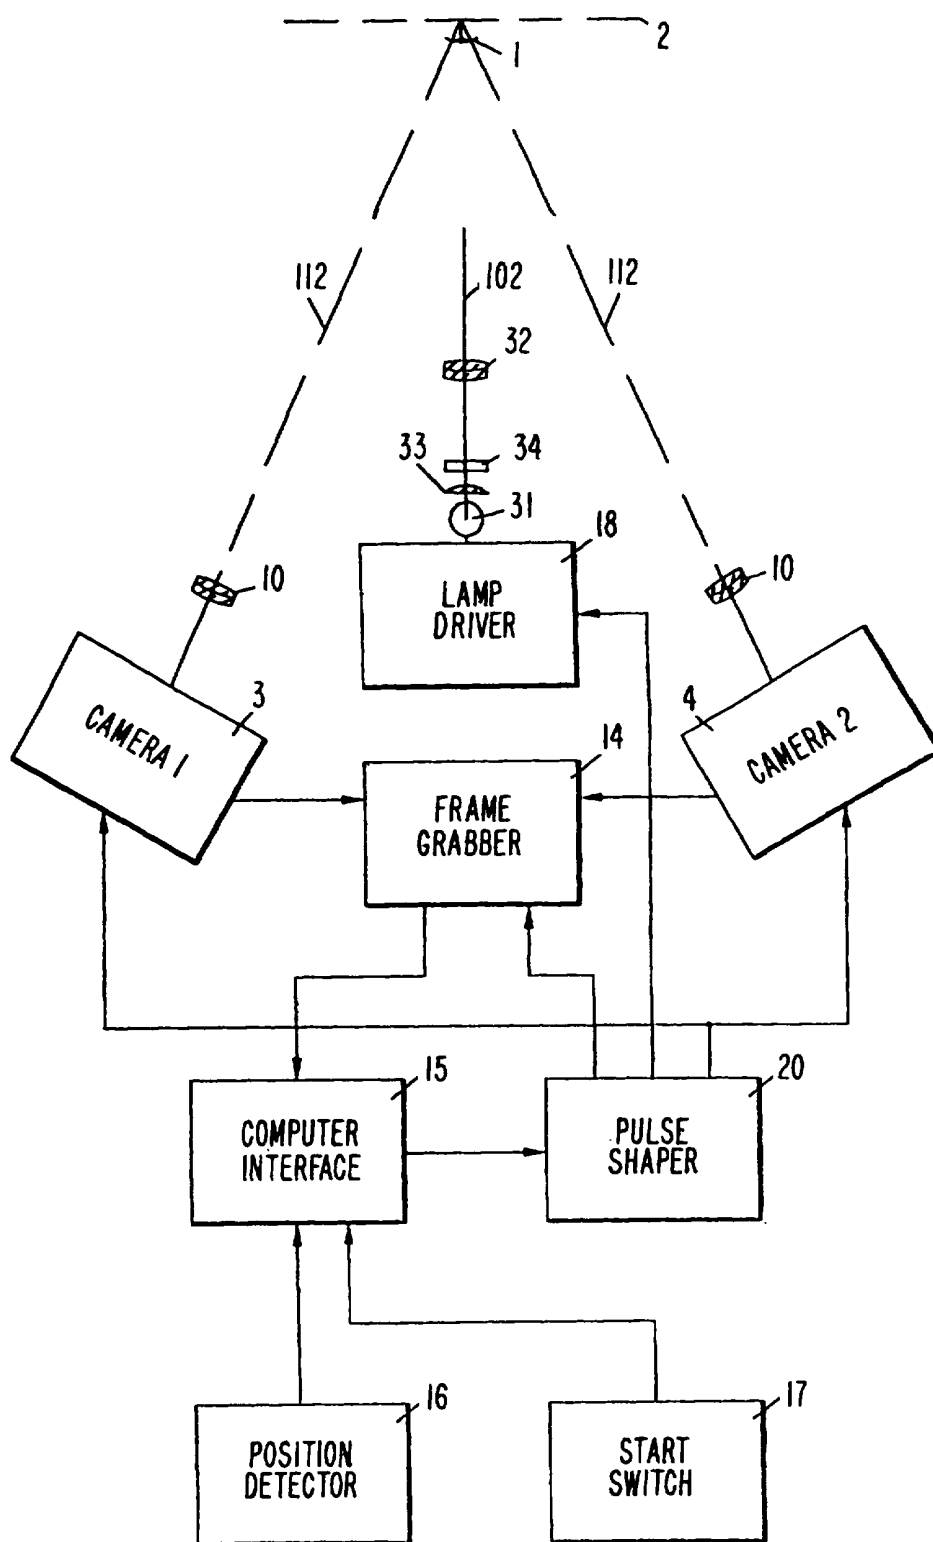 2
1
112
102
112
32
33
34
31
10
18
10
LAMP
DRIVER
3
CAMERA 1
4
CAMERA 2
14
FRAME
GRABBER
15
COMPUTER
INTERFACE
20
PULSE
SHAPER
16
POSITION
DETECTOR
17
START
SWITCH